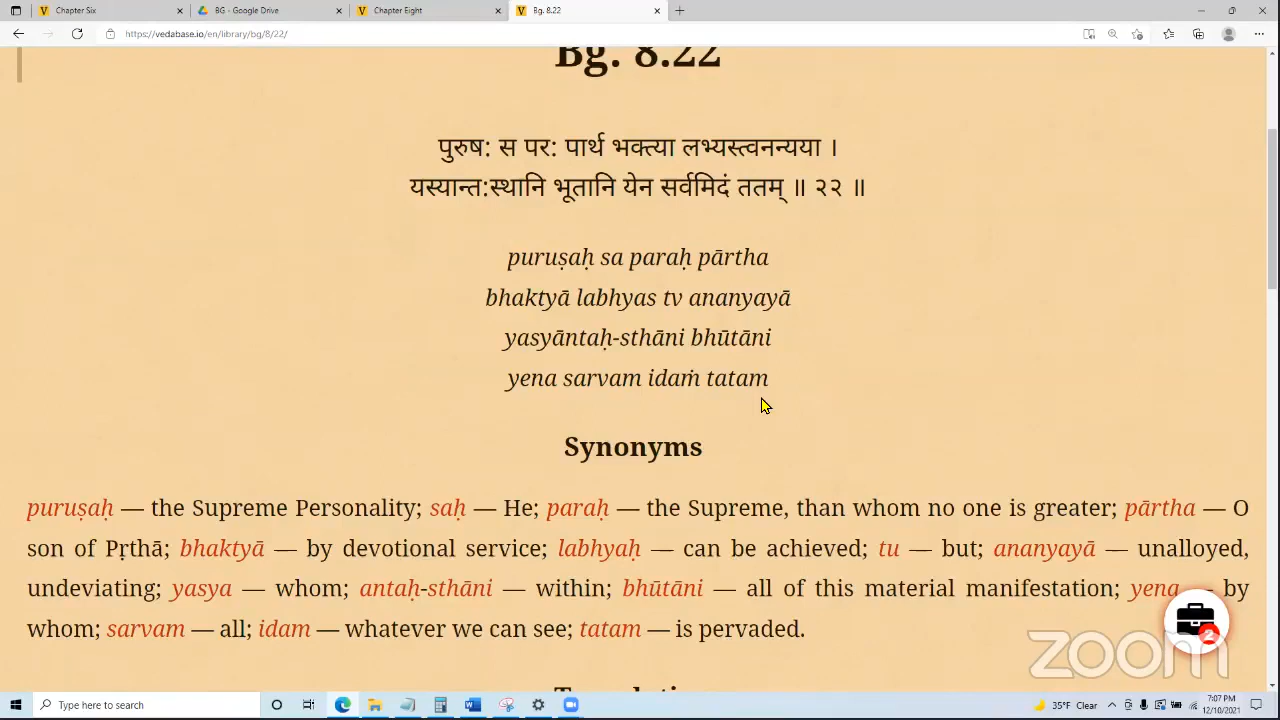 Chapter Six
BG - Google Drive
Chapter Eight
Bg. 8.22
https://vedabase.io/en/library/bg/8/22/
Bg. 8.22
पुरुष: स पर: पार्थ भक्त्या लभ्यस्त्वनन्यया ।
यस्यान्त:स्थानि भूतानि येन सर्वमिदं ततम् ॥ २२ ॥
puruṣaḥ sa paraḥ pārtha
bhaktyā labhyas tv ananyayā
yasyāntaḥ-sthāni bhūtāni
yena sarvam idaṁ tatam
Synonyms
puruṣaḥ — the Supreme Personality; saḥ — He; paraḥ — the Supreme, than whom no one is greater; pārtha — O
son of Pṛthā; bhaktyā — by devotional service; labhyaḥ — can be achieved; tu — but; ananyayā — unalloyed,
undeviating; yasya — whom; antaḥ-sthāni — within; bhūtāni — all of this material manifestation; yena — by
whom; sarvam — all; idam — whatever we can see; tatam — is pervaded.
2
zoom
Type here to search
35°F Clear
7:07 PM
12/10/2021